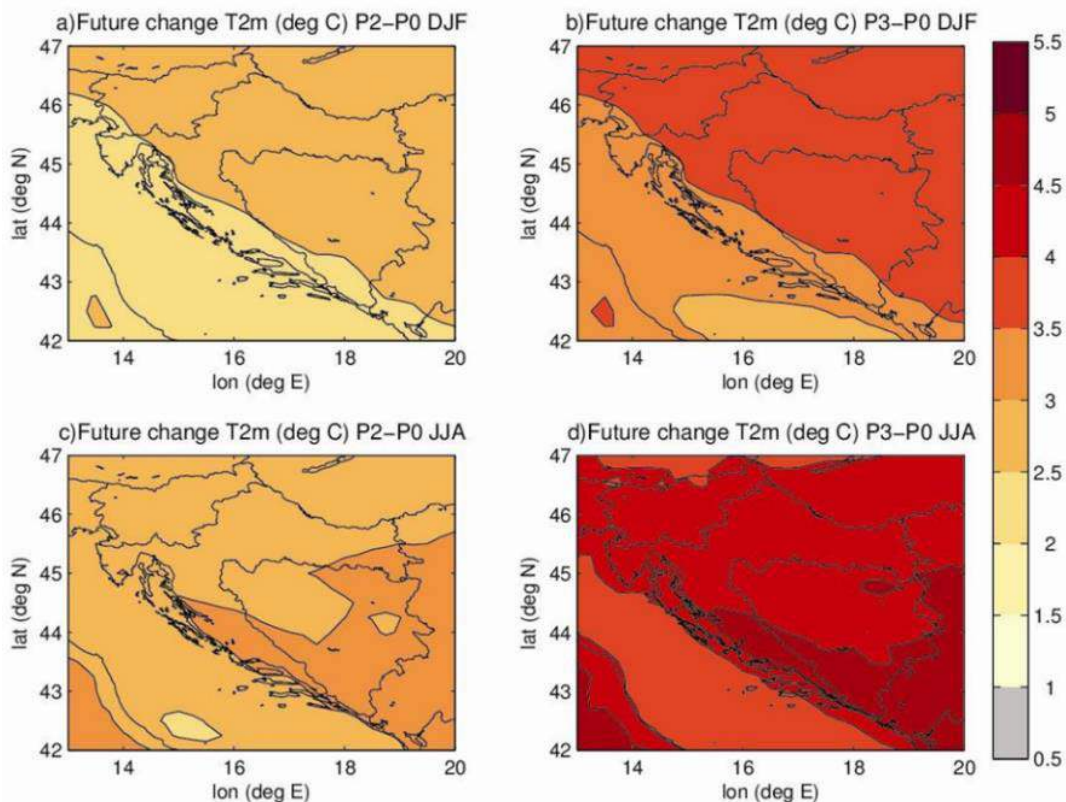 a)Future change T2m (deg C) P2−P0 DJF
47
46
45
44
43
42
lat (deg N)
14 16 18 20
lon (deg E)
b)Future change T2m (deg C) P3−P0 DJF
47
46
45
44
43
42
lat (deg N)
14 16 18 20
lon (deg E)
5.5
5
4.5
4
3.5
3
2.5
2
1.5
1
0.5
c)Future change T2m (deg C) P2−P0 JJA
47
46
45
44
43
42
lat (deg N)
14 16 18 20
lon (deg E)
d)Future change T2m (deg C) P3−P0 JJA
47
46
45
44
43
42
lat (deg N)
14 16 18 20
lon (deg E)